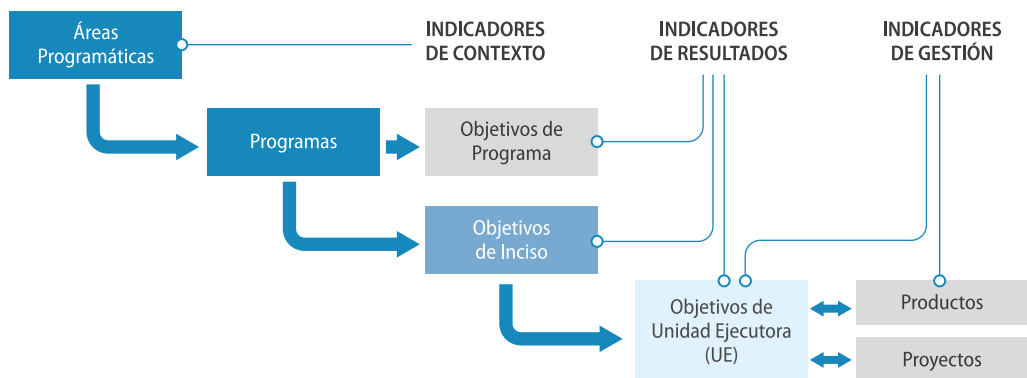 Áreas
Programáticas
INDICADORES
DE CONTEXTO
INDICADORES
DE RESULTADOS
INDICADORES
DE GESTIÓN
Programas
Objetivos de
Programa
Objetivos
de Inciso
Objetivos de
Unidad Ejecutora
(UE)
Productos
Proyectos